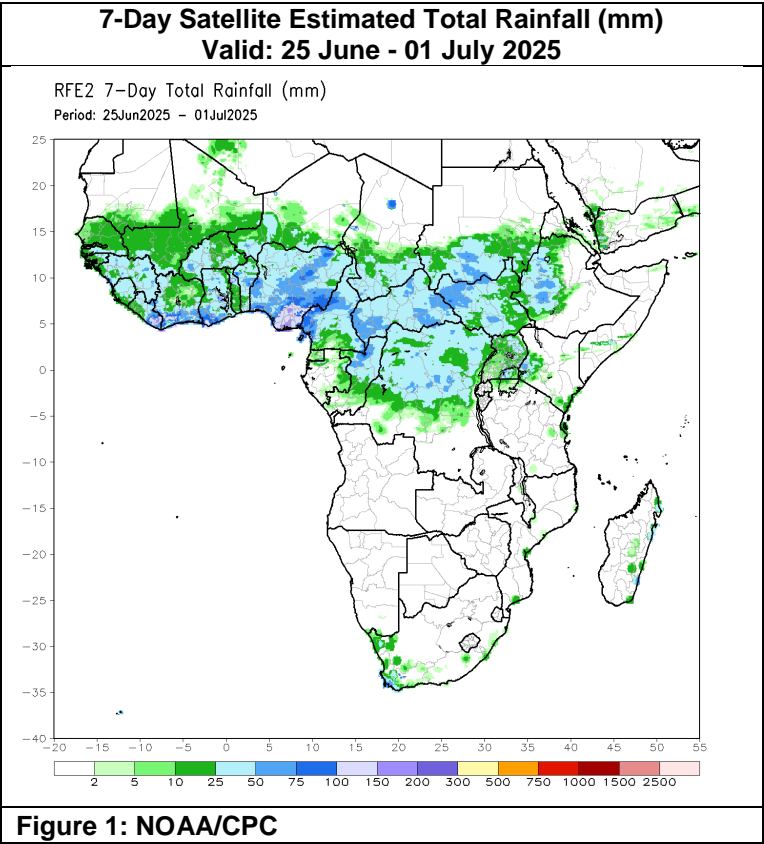 7-Day Satellite Estimated Total Rainfall (mm)
Valid: 25 June - 01 July 2025
RFE2 7-Day Total Rainfall (mm)
Period: 25Jun2025 - 01Jul2025
25
20
15
10
5
0
-5
-10
-15
-20
-25
-30
-35
-40
-20 -15 -10 -5 0 5 10 15 20 25 30 35 40 45 50 55
2 5 10 25 50 75 100 150 200 300 500 750 1000 1500 2500
Figure 1: NOAA/CPC